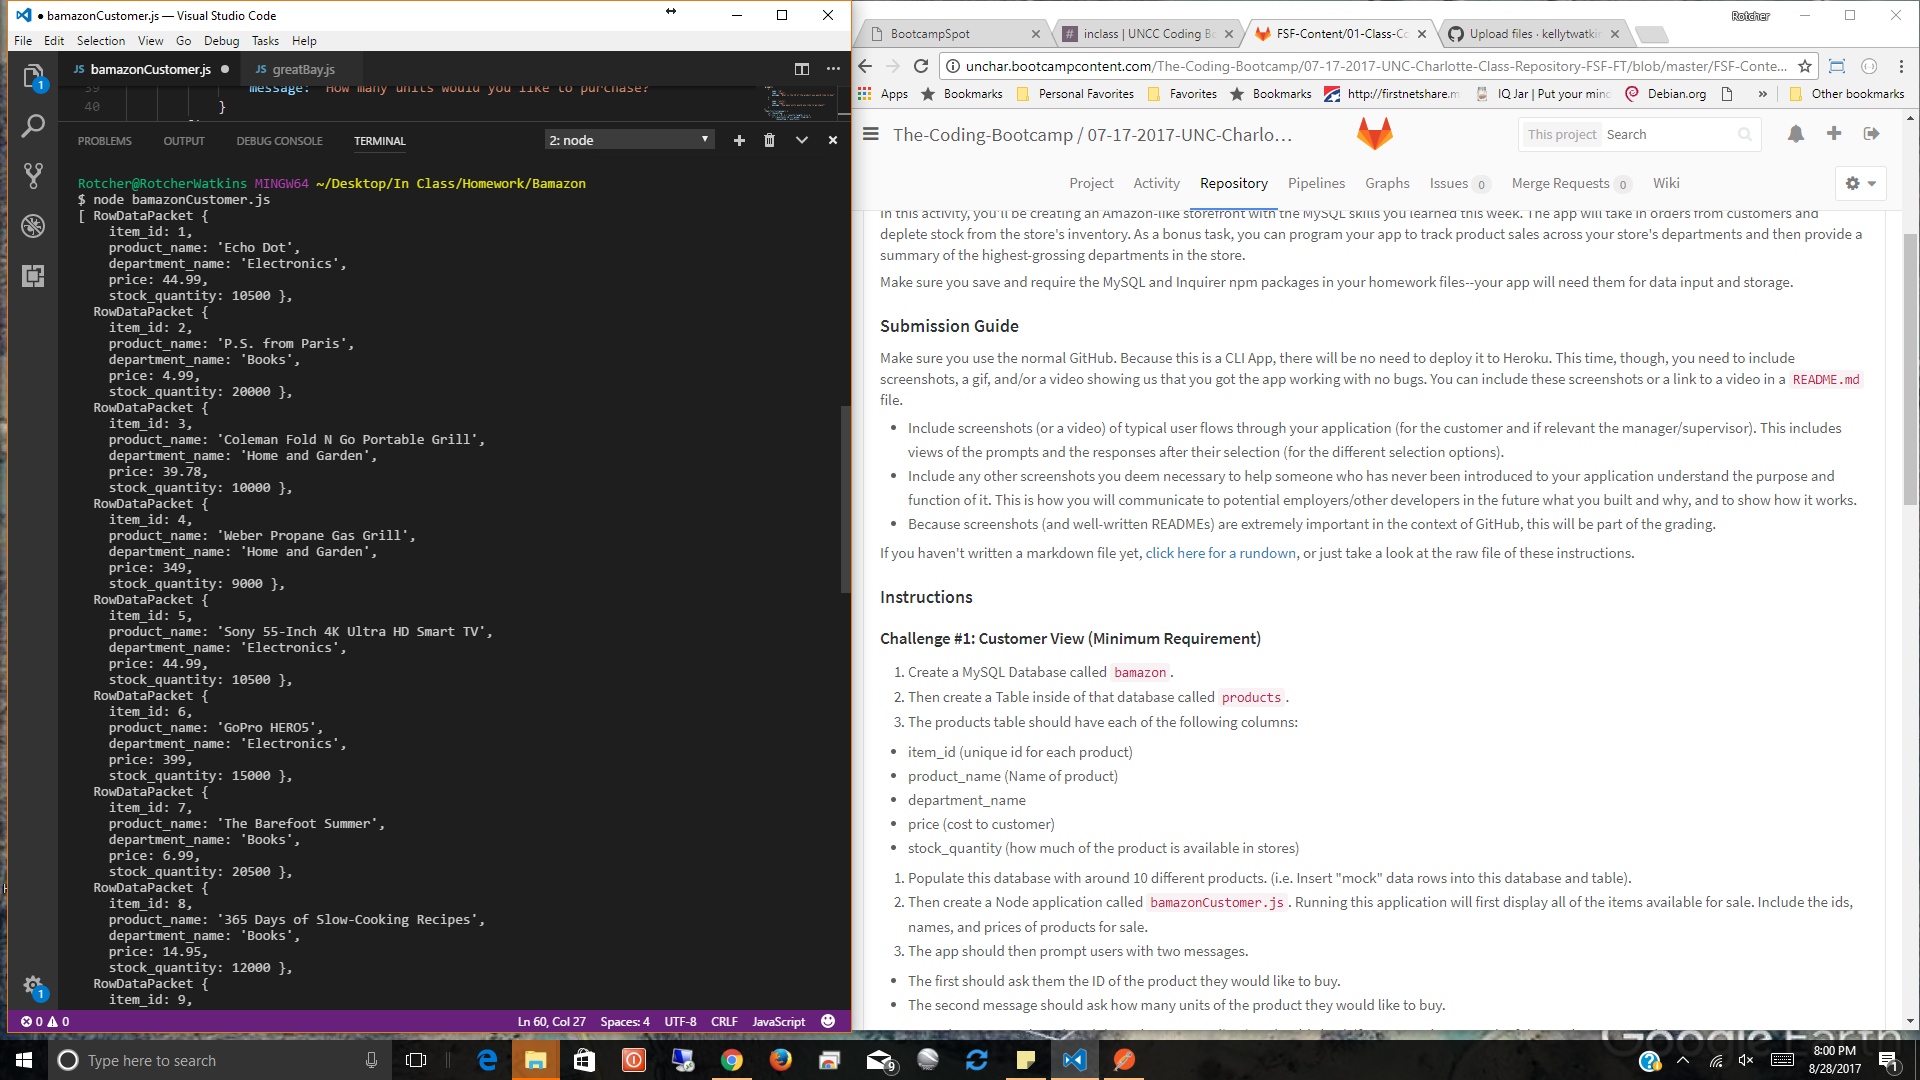 ● bamazonCustomer.js — Visual Studio Code
File Edit Selection View Go Debug Tasks Help
JS bamazonCustomer.js ● JS greatBay.js
39 message: "How many units would you like to purchase?
40 }
PROBLEMS OUTPUT DEBUG CONSOLE TERMINAL 2: node
Rotcher@RotcherWatkins MINGW64 ~/Desktop/In Class/Homework/Bamazon
$ node bamazonCustomer.js
[ RowDataPacket {
item_id: 1,
product_name: 'Echo Dot',
department_name: 'Electronics',
price: 44.99,
stock_quantity: 10500 },
RowDataPacket {
item_id: 2,
product_name: 'P.S. from Paris',
department_name: 'Books',
price: 4.99,
stock_quantity: 20000 },
RowDataPacket {
item_id: 3,
product_name: 'Coleman Fold N Go Portable Grill',
department_name: 'Home and Garden',
price: 39.78,
stock_quantity: 10000 },
RowDataPacket {
item_id: 4,
product_name: 'Weber Propane Gas Grill',
department_name: 'Home and Garden',
price: 349,
stock_quantity: 9000 },
RowDataPacket {
item_id: 5,
product_name: 'Sony 55-Inch 4K Ultra HD Smart TV',
department_name: 'Electronics',
price: 44.99,
stock_quantity: 10500 },
RowDataPacket {
item_id: 6,
product_name: 'GoPro HERO5',
department_name: 'Electronics',
price: 399,
stock_quantity: 15000 },
RowDataPacket {
item_id: 7,
product_name: 'The Barefoot Summer',
department_name: 'Books',
price: 6.99,
stock_quantity: 20500 },
RowDataPacket {
item_id: 8,
product_name: '365 Days of Slow-Cooking Recipes',
department_name: 'Books',
price: 14.95,
stock_quantity: 12000 },
RowDataPacket {
item_id: 9,
0 0 Ln 60, Col 27 Spaces: 4 UTF-8 CRLF JavaScript
Rotcher
BootcampSpot
inclass | UNCC Coding Bo
FSF-Content/01-Class-Co
Upload files · kellytwatkin
unchar.bootcampcontent.com/The-Coding-Bootcamp/07-17-2017-UNC-Charlotte-Class-Repository-FSF-FT/blob/master/FSF-Conte...
Apps Bookmarks Personal Favorites Favorites Bookmarks http://firstnetshare.m IQ Jar | Put your minc Debian.org » Other bookmarks
The-Coding-Bootcamp / 07-17-2017-UNC-Charlo... This project Search
Project Activity Repository Pipelines Graphs Issues 0 Merge Requests 0 Wiki
In this activity, you'll be creating an Amazon-like storefront with the MySQL skills you learned this week. The app will take in orders from customers and
deplete stock from the store's inventory. As a bonus task, you can program your app to track product sales across your store's departments and then provide a
summary of the highest-grossing departments in the store.
Make sure you save and require the MySQL and Inquirer npm packages in your homework files--your app will need them for data input and storage.
Submission Guide
Make sure you use the normal GitHub. Because this is a CLI App, there will be no need to deploy it to Heroku. This time, though, you need to include
screenshots, a gif, and/or a video showing us that you got the app working with no bugs. You can include these screenshots or a link to a video in a README.md
file.
• Include screenshots (or a video) of typical user flows through your application (for the customer and if relevant the manager/supervisor). This includes
views of the prompts and the responses after their selection (for the different selection options).
• Include any other screenshots you deem necessary to help someone who has never been introduced to your application understand the purpose and
function of it. This is how you will communicate to potential employers/other developers in the future what you built and why, and to show how it works.
• Because screenshots (and well-written READMEs) are extremely important in the context of GitHub, this will be part of the grading.
If you haven't written a markdown file yet, click here for a rundown, or just take a look at the raw file of these instructions.
Instructions
Challenge #1: Customer View (Minimum Requirement)
1. Create a MySQL Database called bamazon.
2. Then create a Table inside of that database called products.
3. The products table should have each of the following columns:
• item_id (unique id for each product)
• product_name (Name of product)
• department_name
• price (cost to customer)
• stock_quantity (how much of the product is available in stores)
1. Populate this database with around 10 different products. (i.e. Insert "mock" data rows into this database and table).
2. Then create a Node application called bamazonCustomer.js. Running this application will first display all of the items available for sale. Include the ids,
names, and prices of products for sale.
3. The app should then prompt users with two messages.
• The first should ask them the ID of the product they would like to buy.
• The second message should ask how many units of the product they would like to buy.
Google Earth
Type here to search
8:00 PM
8/28/2017